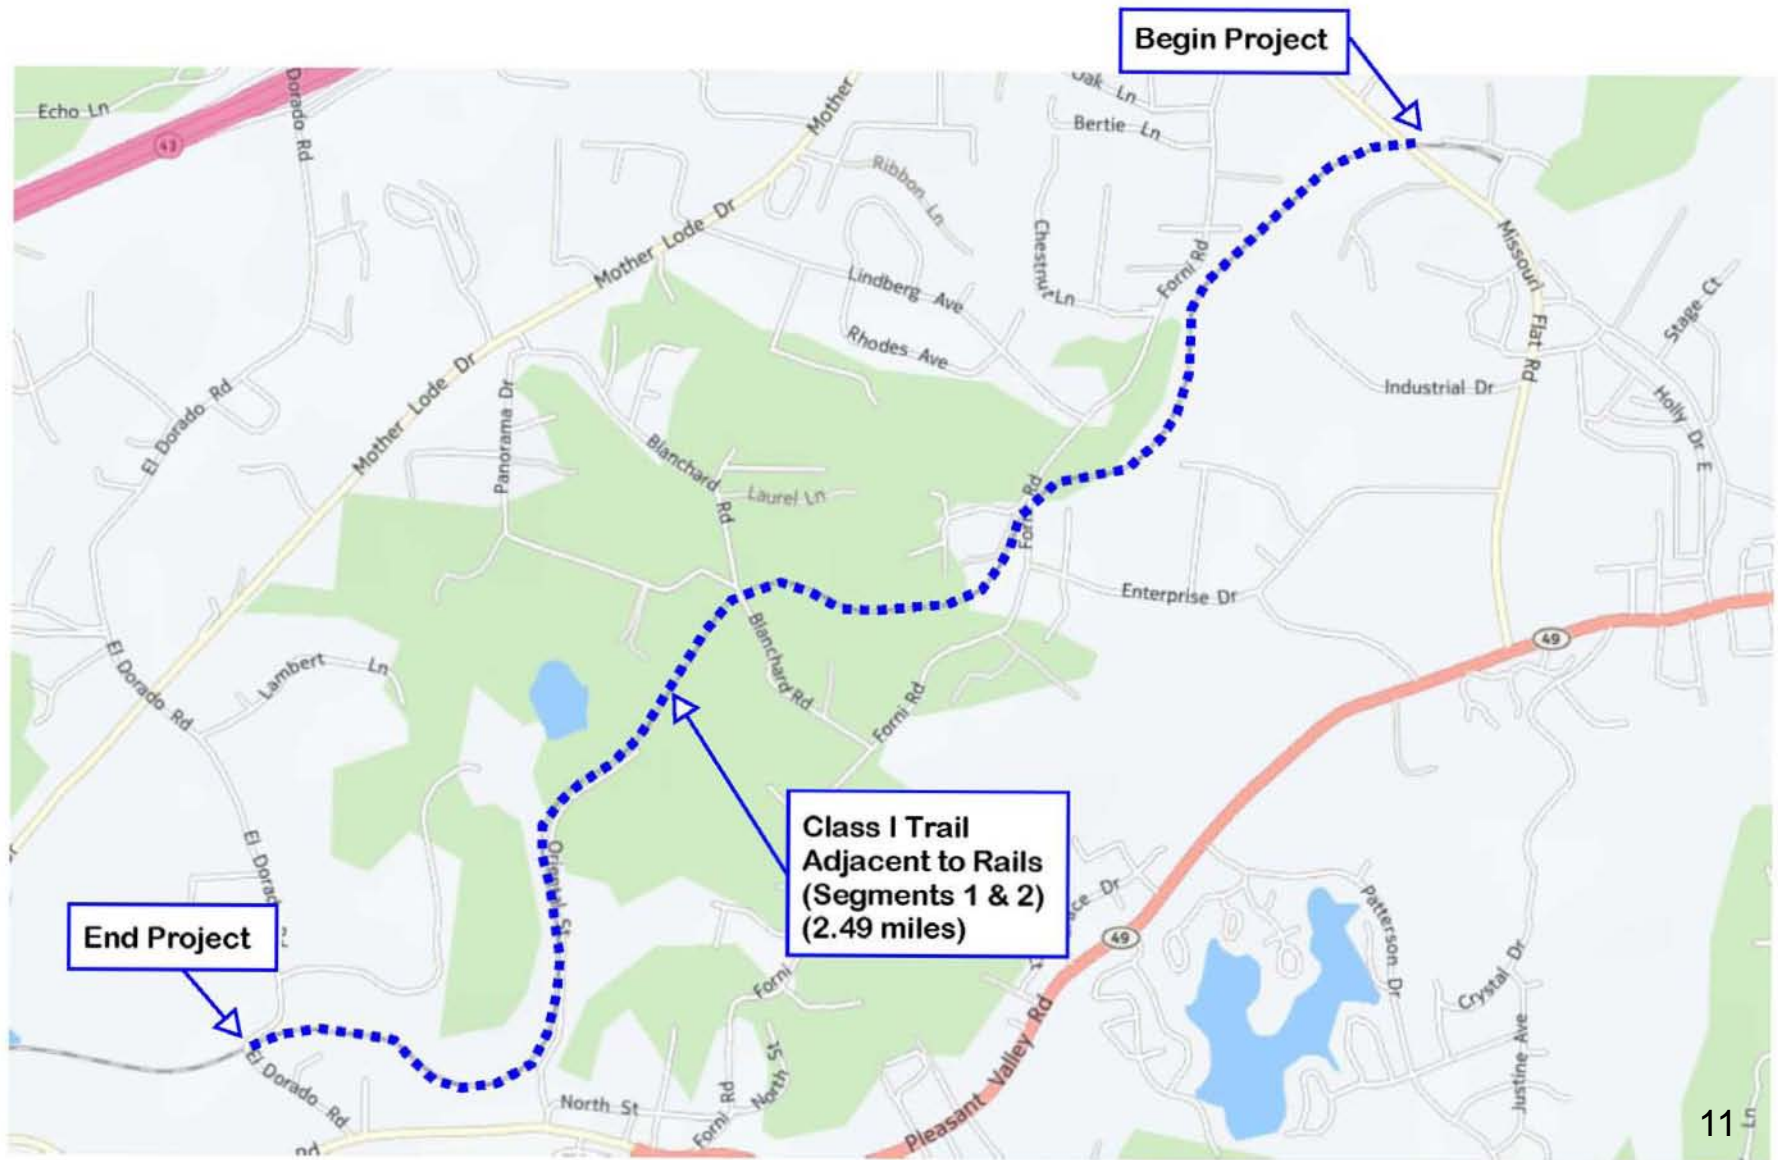 Begin Project
Echo Ln
Dorado Rd
Mother
Oak Ln
Bertie Ln
Ribbon Ln
Mother Lode Dr
Chestnut Ln
Forni Rd
Missouri Flat Rd
Lindberg Ave
Rhodes Ave
Stage Ct
Industrial Dr
Holly Dr E
El Dorado Rd
Mother Lode Dr
Panorama Dr
Blanchard Rd
Laurel Ln
Forni Rd
Enterprise Dr
49
El Dorado Rd
Lambert Ln
Blanchard Rd
Forni Rd
Class I Trail
Adjacent to Rails
(Segments 1 & 2)
(2.49 miles)
Oriental St
Patterson Dr
49
End Project
Forni
Crystal Dr
Pleasant Valley Rd
Justine Ave
El Dorado Rd
North St
Forni Rd
North St
11
Ln